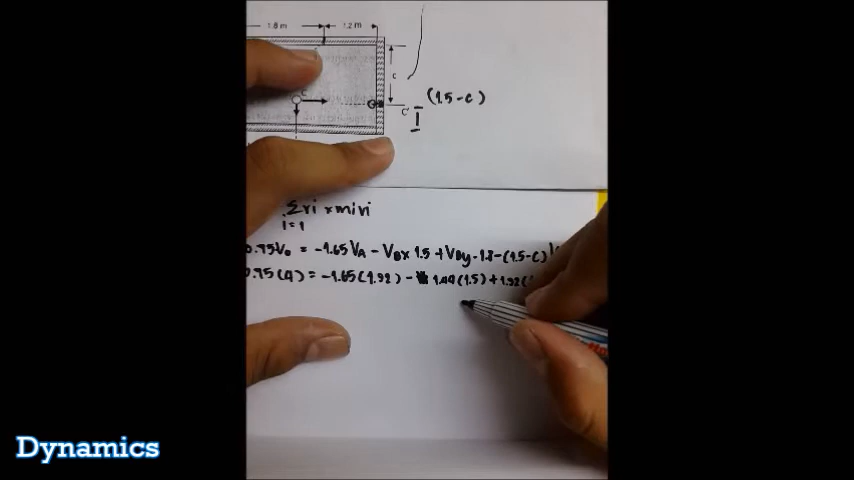 1.8 m 1.2 m
c
C
C'
(1.5-c)
Σri × mivi
i=1
0.75V₀ = -1.65VA - VBx 1.5 + VBy - 1.8 - (1.5-c)
0.75(4) = -1.65(1.92) - 1.44(1.5) + 1.92(
Dynamics